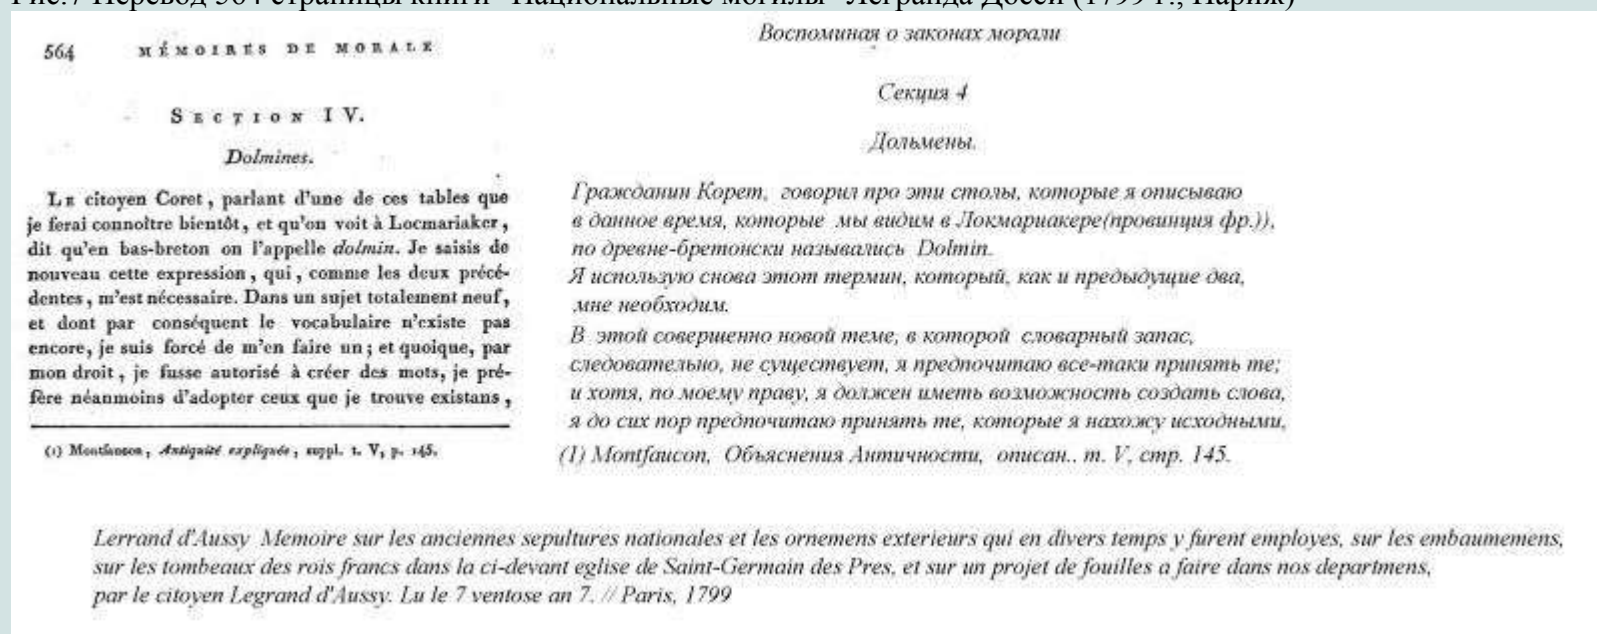 Рис.7 Перевод 564 страницы книги "Национальные могилы" Легранда Досси (1799 г., Париж)
564 MÉMOIRES DE MORALE
SECTION IV.
Dolmines.
LE citoyen Coret, parlant d'une de ces tables que
je ferai connoître bientôt, et qu'on voit à Locmariaker,
dit qu'en bas-breton on l'appelle dolmin. Je saisis de
nouveau cette expression, qui, comme les deux précé-
dentes, m'est nécessaire. Dans un sujet totalement neuf,
et dont par conséquent le vocabulaire n'existe pas
encore, je suis forcé de m'en faire un; et quoique, par
mon droit, je fusse autorisé à créer des mots, je pré-
fère néanmoins d'adopter ceux que je trouve existans,
(1) Montfaucon, Antiquité expliquée, suppl. t. V, p. 145.
Воспоминая о законах морали
Секция 4
Дольмены.
Гражданин Корет, говорил про эти столы, которые я описываю
в данное время, которые мы видим в Локмариакере(провинция фр.)),
по древне-бретонски назывались Dolmin.
Я использую снова этот термин, который, как и предыдущие два,
мне необходим.
В этой совершенно новой теме, в которой словарный запас,
следовательно, не существует, я предпочитаю все-таки принять те;
и хотя, по моему праву, я должен иметь возможность создать слова,
я до сих пор предпочитаю принять те, которые я нахожу исходными,
(1) Montfaucon, Объяснения Античности, описан.. т. V, стр. 145.
Lerrand d'Aussy Memoire sur les anciennes sepultures nationales et les ornemens exterieurs qui en divers temps y furent employes, sur les embaumemens,
sur les tombeaux des rois francs dans la ci-devant eglise de Saint-Germain des Pres, et sur un projet de fouilles a faire dans nos departmens,
par le citoyen Legrand d'Aussy. Lu le 7 ventose an 7. // Paris, 1799